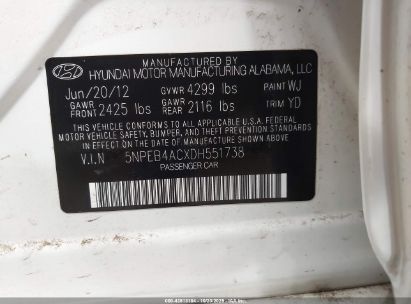 MFD. BY
HYUNDAI MOTOR MANUFACTURING ALABAMA, LLC
Jun/20/12 GVWR 4299 lbs PAINT WJ
GAWR FRONT 2425 lbs GAWR REAR 2116 lbs TRIM YD
THIS VEHICLE CONFORMS TO ALL APPLICABLE U.S.A. FEDERAL
MOTOR VEHICLE SAFETY, BUMPER, AND THEFT PREVENTION
STANDARDS IN EFFECT ON THE DATE OF MANUFACTURE SHOWN ABOVE.
V.I.N 5NPEB4ACXDH551738
PASSENGER CAR